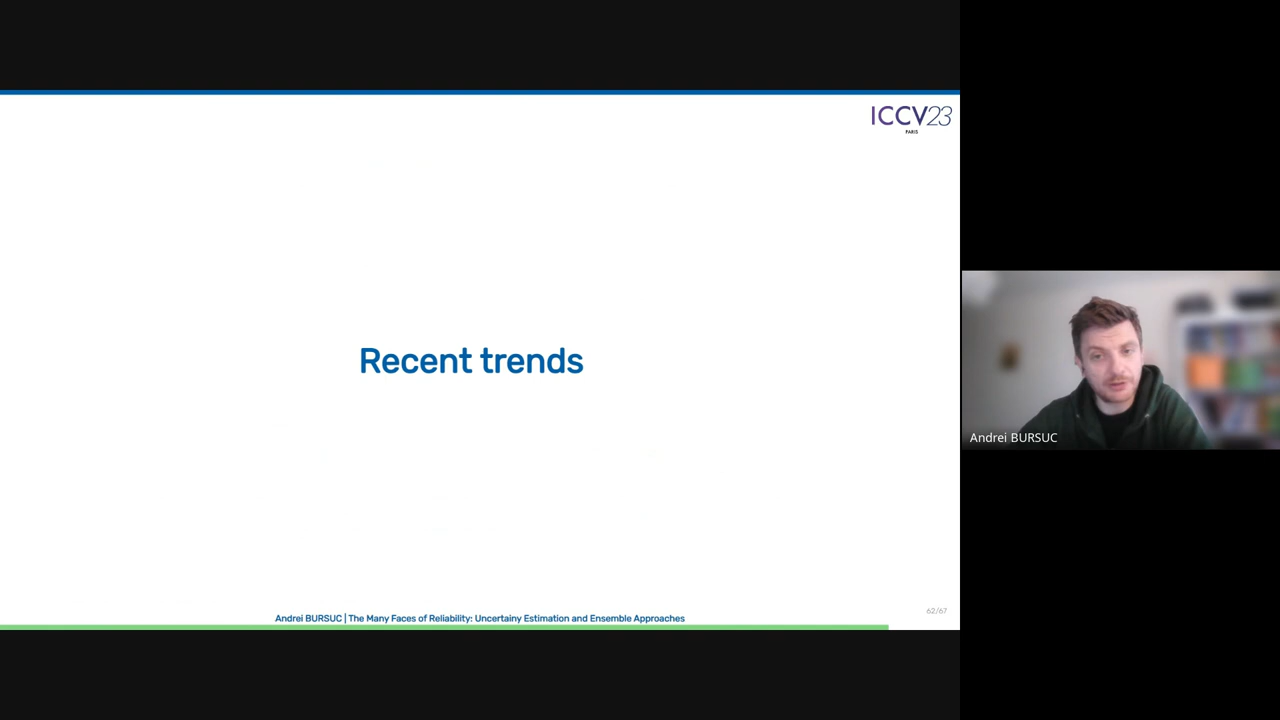 ICCV23
PARIS
Recent trends
Andrei BURSUC
62/67
Andrei BURSUC | The Many Faces of Reliability: Uncertainy Estimation and Ensemble Approaches